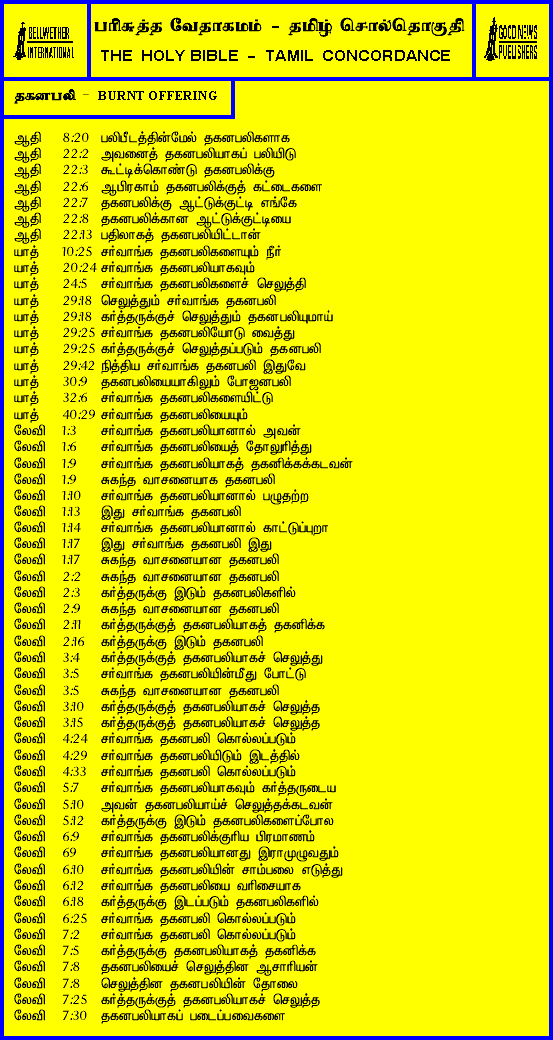 BELLWETHER
INTERNATIONAL
பரிசுத்த வேதாகமம் - தமிழ் சொல்தொகுதி
THE HOLY BIBLE - TAMIL CONCORDANCE
GOOD NEWS
PUBLISHERS
தகனபலி - BURNT OFFERING
ஆதி 8:20 பலிபீடத்தின்மேல் தகனபலிகளாக
ஆதி 22:2 அவனைத் தகனபலியாகப் பலியிடு
ஆதி 22:3 கூட்டிக்கொண்டு தகனபலிக்கு
ஆதி 22:6 ஆபிரகாம் தகனபலிக்குத் கட்டைகளை
ஆதி 22:7 தகனபலிக்கு ஆட்டுக்குட்டி எங்கே
ஆதி 22:8 தகனபலிக்கான ஆட்டுக்குட்டியை
ஆதி 22:13 பதிலாகத் தகனபலியிட்டான்
யாத் 10:25 சர்வாங்க தகனபலிகளையும் நீர்
யாத் 20:24 சர்வாங்க தகனபலியாகவும்
யாத் 24:5 சர்வாங்க தகனபலிகளைச் செலுத்தி
யாத் 29:18 செலுத்தும் சர்வாங்க தகனபலி
யாத் 29:18 கர்த்தருக்குச் செலுத்தும் தகனபலியுமாய்
யாத் 29:25 சர்வாங்க தகனபலியோடு வைத்து
யாத் 29:25 கர்த்தருக்குச் செலுத்தப்படும் தகனபலி
யாத் 29:42 நித்திய சர்வாங்க தகனபலி இதுவே
யாத் 30:9 தகனபலியையாகிலும் போஜனபலி
யாத் 32:6 சர்வாங்க தகனபலிகளையிட்டு
யாத் 40:29 சர்வாங்க தகனபலியையும்
லேவி 1:3 சர்வாங்க தகனபலியானால் அவன்
லேவி 1:6 சர்வாங்க தகனபலியைத் தோலுரித்து
லேவி 1:9 சர்வாங்க தகனபலியாகத் தகனிக்கக்கடவன்
லேவி 1:9 சுகந்த வாசனையாக தகனபலி
லேவி 1:10 சர்வாங்க தகனபலியானால் பழுதற்ற
லேவி 1:13 இது சர்வாங்க தகனபலி
லேவி 1:14 சர்வாங்க தகனபலியானால் காட்டுப்புறா
லேவி 1:17 இது சர்வாங்க தகனபலி இது
லேவி 1:17 சுகந்த வாசனையான தகனபலி
லேவி 2:2 சுகந்த வாசனையான தகனபலி
லேவி 2:3 கர்த்தருக்கு இடும் தகனபலிகளில்
லேவி 2:9 சுகந்த வாசனையான தகனபலி
லேவி 2:11 கர்த்தருக்குத் தகனபலியாகத் தகனிக்க
லேவி 2:16 கர்த்தருக்கு இடும் தகனபலி
லேவி 3:4 கர்த்தருக்குத் தகனபலியாகச் செலுத்து
லேவி 3:5 சர்வாங்க தகனபலியின்மீது போட்டு
லேவி 3:5 சுகந்த வாசனையான தகனபலி
லேவி 3:10 கர்த்தருக்குத் தகனபலியாகச் செலுத்த
லேவி 3:15 கர்த்தருக்குத் தகனபலியாகச் செலுத்த
லேவி 4:24 சர்வாங்க தகனபலி கொல்லப்படும்
லேவி 4:29 சர்வாங்க தகனபலியிடும் இடத்தில்
லேவி 4:33 சர்வாங்க தகனபலி கொல்லப்படும்
லேவி 5:7 சர்வாங்க தகனபலியாகவும் கர்த்தருடைய
லேவி 5:10 அவன் தகனபலியாய்ச் செலுத்தக்கடவன்
லேவி 5:12 கர்த்தருக்கு இடும் தகனபலிகளைப்போல
லேவி 6:9 சர்வாங்க தகனபலிக்குரிய பிரமாணம்
லேவி 69 சர்வாங்க தகனபலியானது இராமுழுவதும்
லேவி 6:10 சர்வாங்க தகனபலியின் சாம்பலை எடுத்து
லேவி 6:12 சர்வாங்க தகனபலியை வரிசையாக
லேவி 6:18 கர்த்தருக்கு இடப்படும் தகனபலிகளில்
லேவி 6:25 சர்வாங்க தகனபலி கொல்லப்படும்
லேவி 7:2 சர்வாங்க தகனபலி கொல்லப்படும்
லேவி 7:5 கர்த்தருக்கு தகனபலியாகத் தகனிக்க
லேவி 7:8 தகனபலியைச் செலுத்தின ஆசாரியன்
லேவி 7:8 செலுத்தின தகனபலியின் தோலை
லேவி 7:25 கர்த்தருக்குத் தகனபலியாகச் செலுத்த
லேவி 7:30 தகனபலியாகப் படைப்பவைகளை